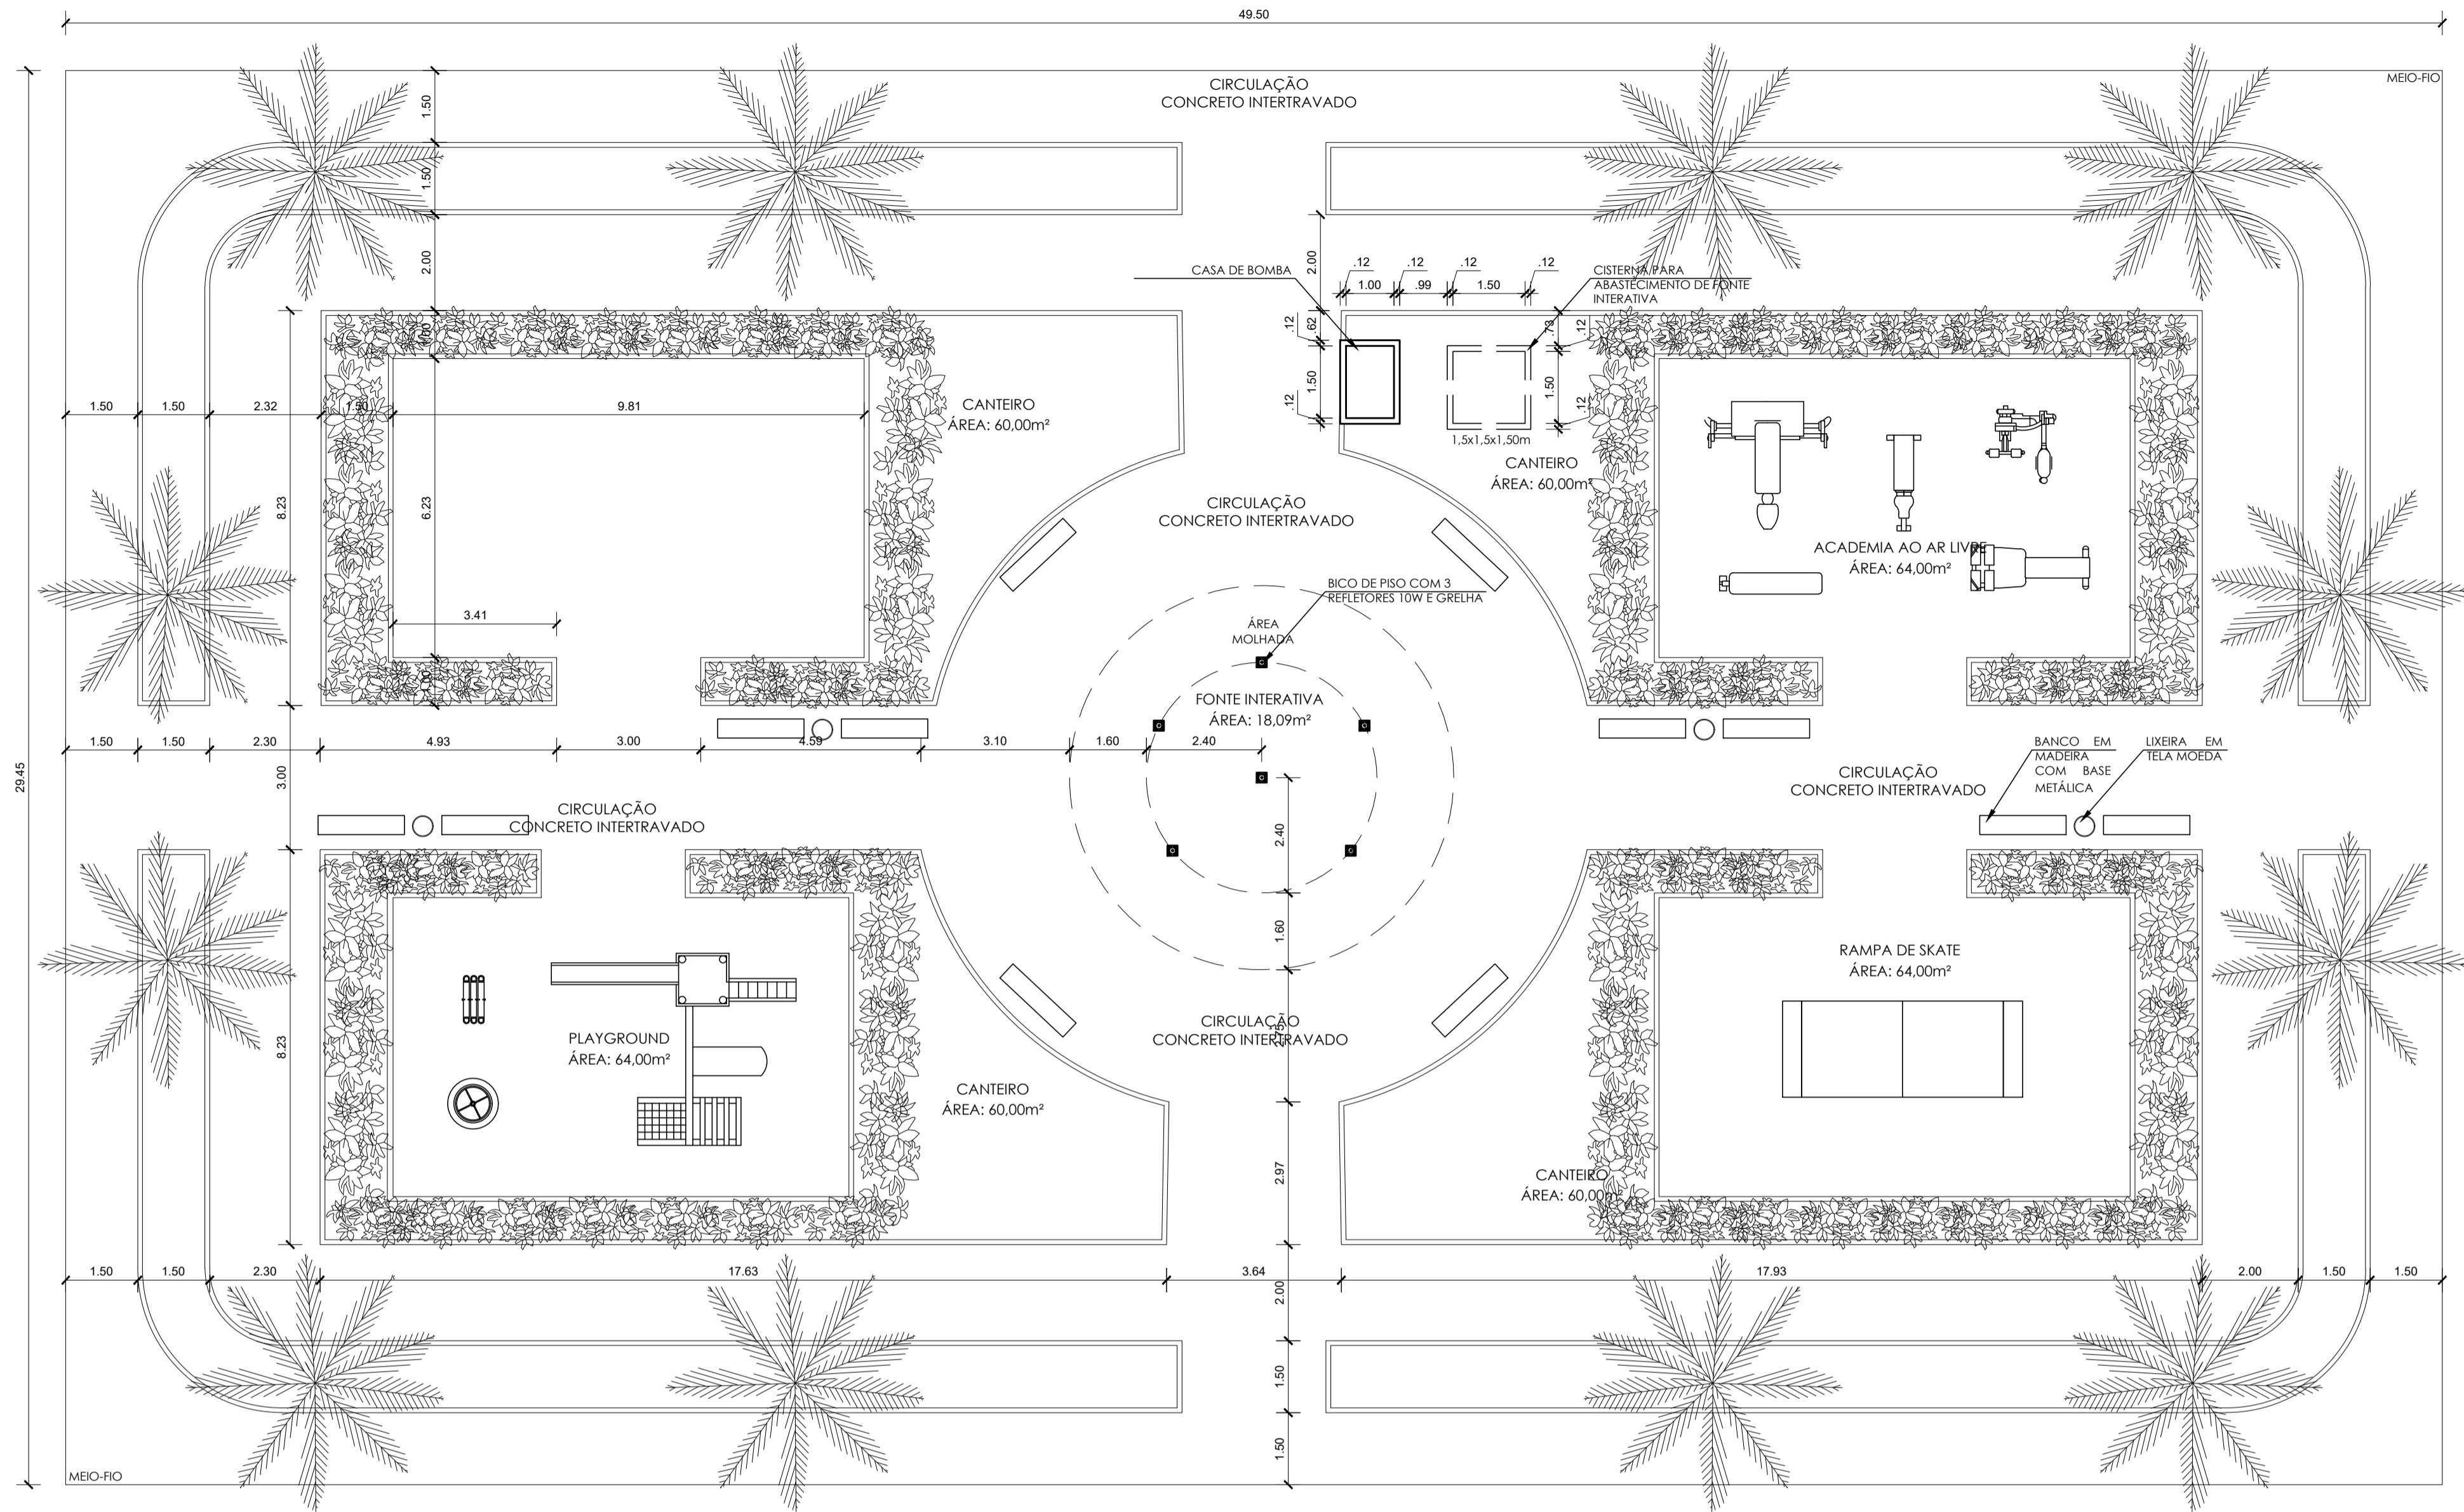 49.50
CIRCULAÇÃO
CONCRETO INTERTRAVADO
MEIO-FIO
1.50
1.50
2.00
2.00
CASA DE BOMBA
.12
.12
.12
.12
1.00
.99
1.50
CISTERNA PARA
ABASTECIMENTO DE FONTE
INTERATIVA
1.00
.12
.62
.73
.12
1.50
.12
1.50
.12
1,5x1,5x1,50m
1.50
1.50
2.32
1.50
9.81
CANTEIRO
ÁREA: 60,00m²
CANTEIRO
ÁREA: 60,00m²
8.23
6.23
CIRCULAÇÃO
CONCRETO INTERTRAVADO
ACADEMIA AO AR LIVRE
ÁREA: 64,00m²
BICO DE PISO COM 3
REFLETORES 10W E GRELHA
3.41
ÁREA
MOLHADA
1.00
FONTE INTERATIVA
ÁREA: 18,09m²
1.50
1.50
2.30
4.93
3.00
4.59
3.10
1.60
2.40
BANCO EM
MADEIRA
COM BASE
METÁLICA
LIXEIRA EM
TELA MOEDA
29.45
3.00
CIRCULAÇÃO
CONCRETO INTERTRAVADO
CIRCULAÇÃO
CONCRETO INTERTRAVADO
2.40
1.60
RAMPA DE SKATE
ÁREA: 64,00m²
8.23
PLAYGROUND
ÁREA: 64,00m²
CIRCULAÇÃO
CONCRETO INTERTRAVADO
2.75
CANTEIRO
ÁREA: 60,00m²
2.97
CANTEIRO
ÁREA: 60,00m²
1.50
1.50
2.30
17.63
3.64
17.93
2.00
1.50
1.50
2.00
1.50
1.50
MEIO-FIO